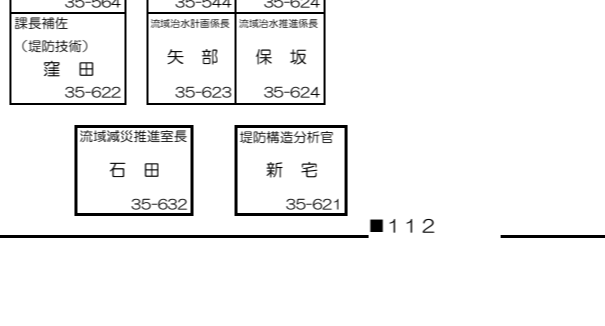 35-564 35-544 35-624
課長補佐 流域治水計画係長 流域治水推進係長
（堤防技術）
窪 田 矢 部 保 坂
35-622 35-623 35-624
流域減災推進室長 堤防構造分析官
石 田 新 宅
35-632 35-621
■112